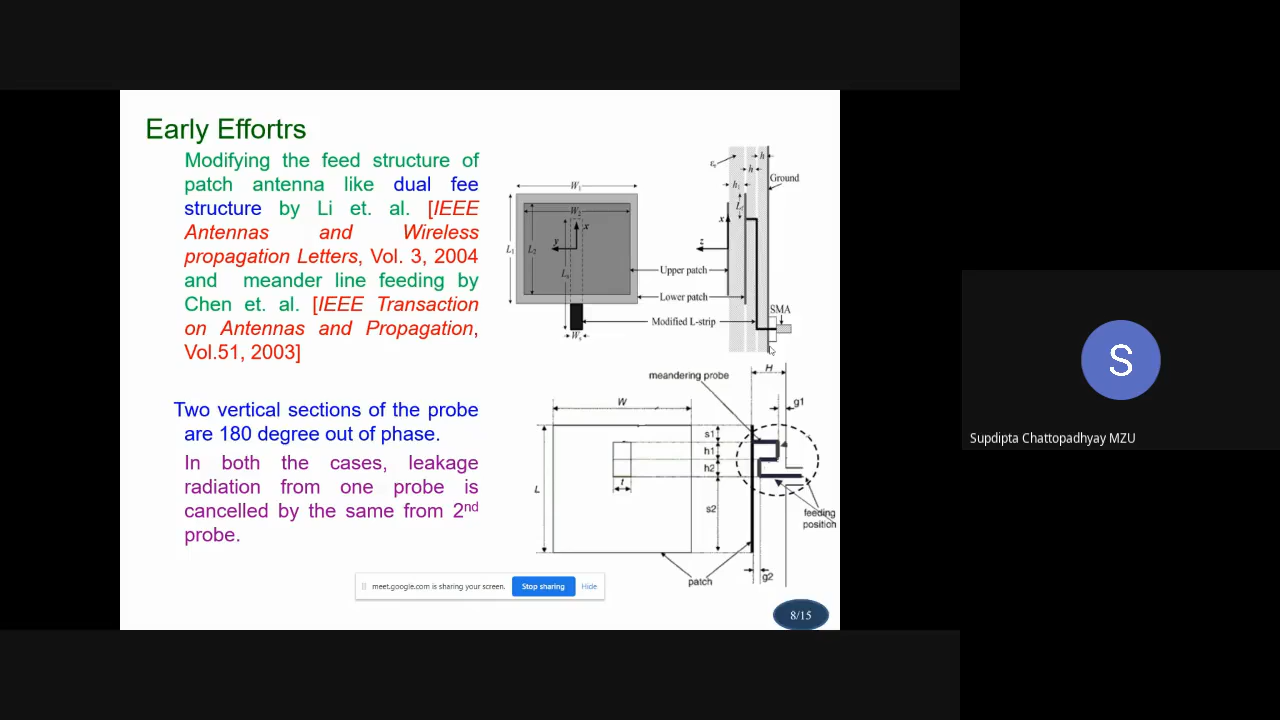 Early Effortrs
Modifying the feed structure of
patch antenna like dual fee
structure by Li et. al. [IEEE
Antennas and Wireless
propagation Letters, Vol. 3, 2004
and meander line feeding by
Chen et. al. [IEEE Transaction
on Antennas and Propagation,
Vol.51, 2003]
Two vertical sections of the probe
are 180 degree out of phase.
In both the cases, leakage
radiation from one probe is
cancelled by the same from 2nd
probe.
W1
W2
L1
L2
x
y
εr
h
h
Ground
x
z
Upper patch
Lower patch
Modified L-strip
SMA
meandering probe
H
W
g1
s1
h1
h2
L
t
s2
feeding
position
patch
g2
meet.google.com is sharing your screen.
Stop sharing
Hide
8/15
S
Supdipta Chattopadhyay MZU